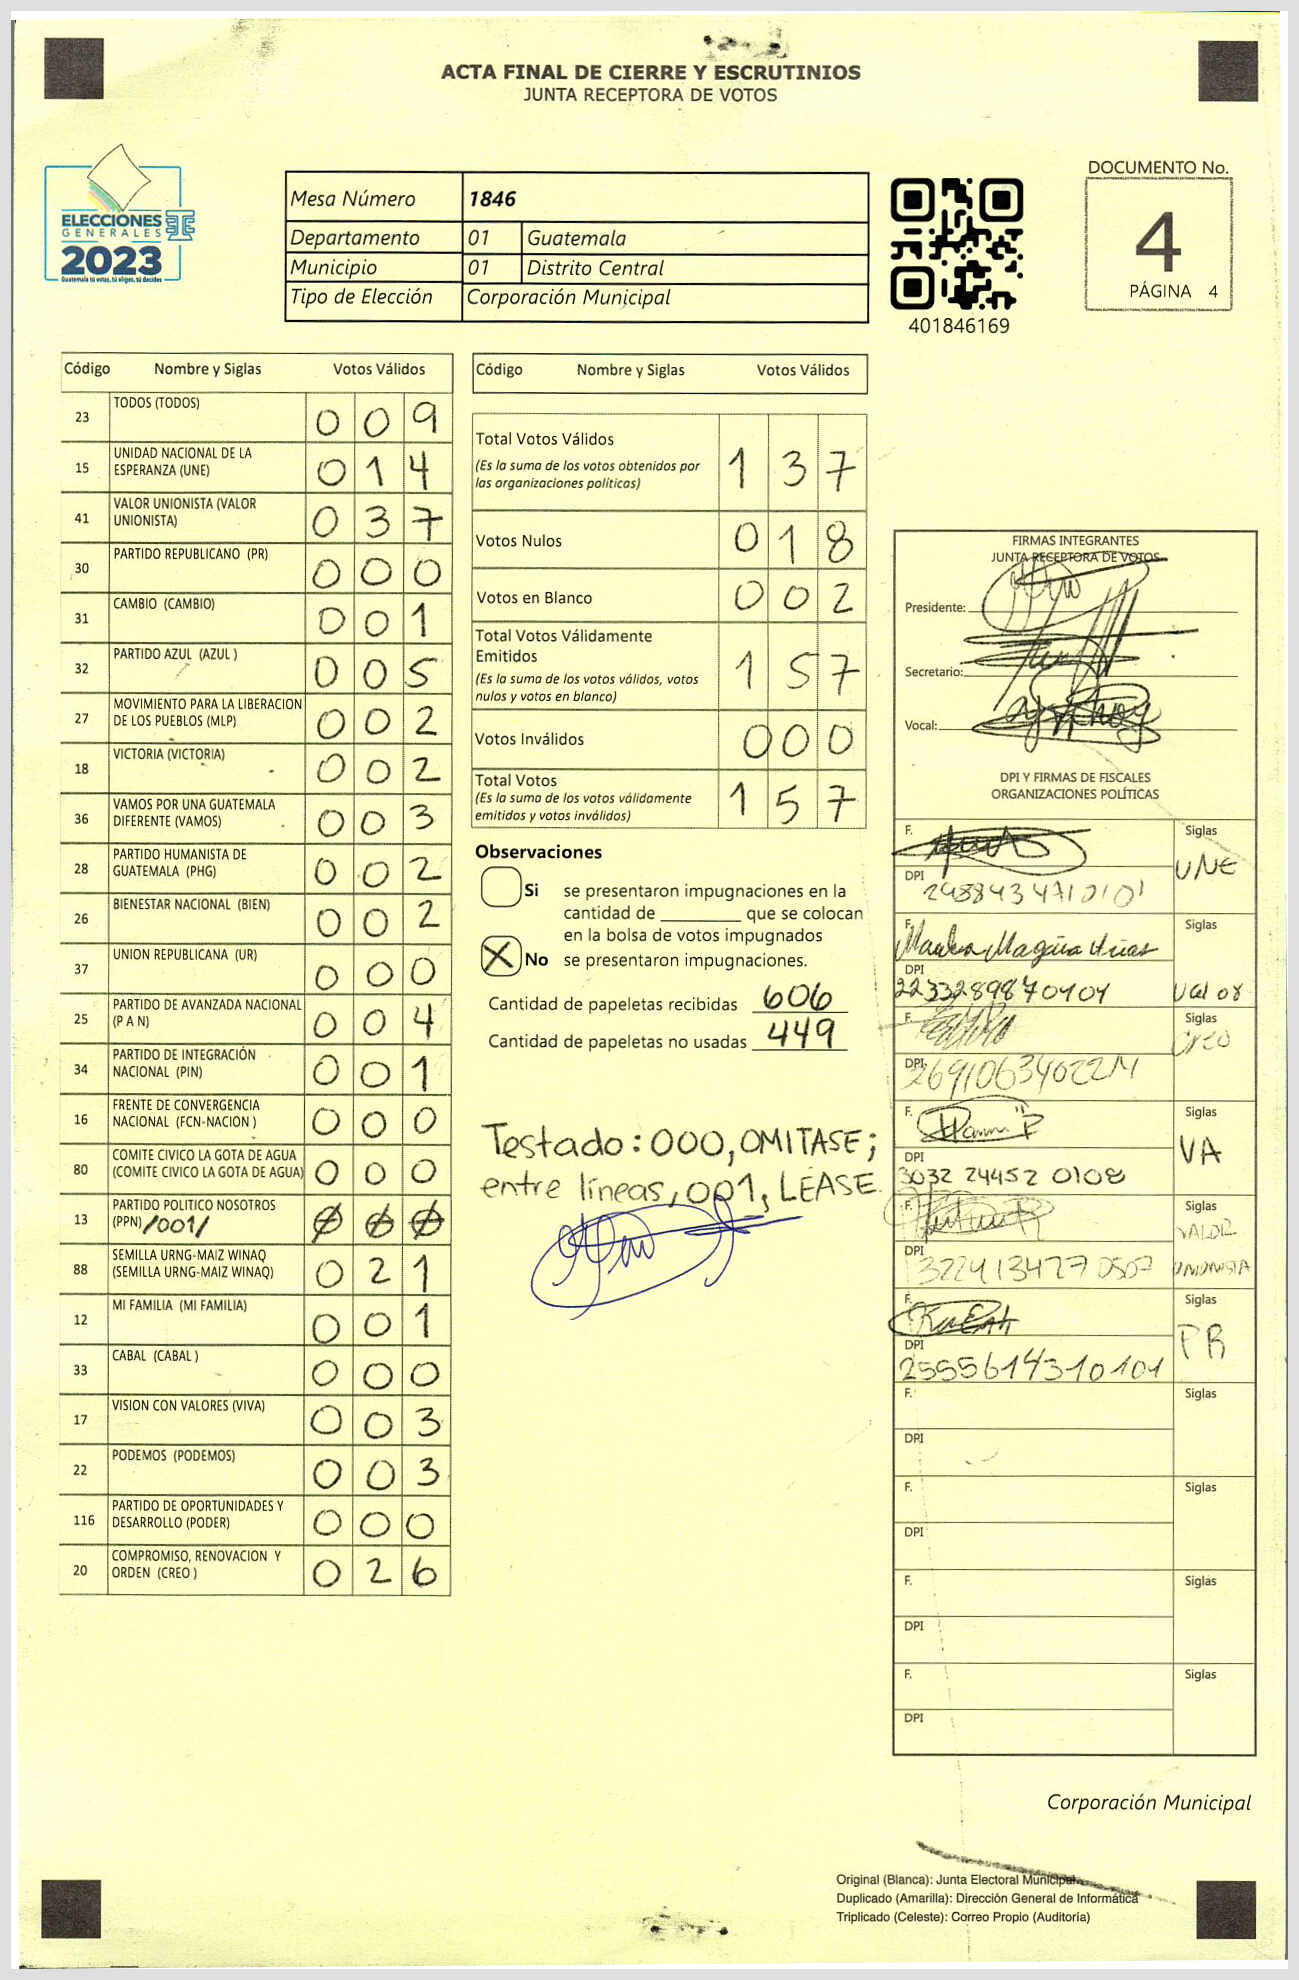 ACTA FINAL DE CIERRE Y ESCRUTINIOS
JUNTA RECEPTORA DE VOTOS
ELECCIONES
GENERALES
2023
Guatemala tú votas, tú eliges, tú decides
Mesa Número 1846
Departamento 01 Guatemala
Municipio 01 Distrito Central
Tipo de Elección Corporación Municipal
401846169
DOCUMENTO No.
4
PÁGINA 4
Código Nombre y Siglas Votos Válidos
23 TODOS (TODOS) 0 0 9
15 UNIDAD NACIONAL DE LA
ESPERANZA (UNE) 0 1 4
41 VALOR UNIONISTA (VALOR
UNIONISTA) 0 3 7
30 PARTIDO REPUBLICANO (PR) 0 0 0
31 CAMBIO (CAMBIO) 0 0 1
32 PARTIDO AZUL (AZUL ) 0 0 5
27 MOVIMIENTO PARA LA LIBERACION
DE LOS PUEBLOS (MLP) 0 0 2
18 VICTORIA (VICTORIA) 0 0 2
36 VAMOS POR UNA GUATEMALA
DIFERENTE (VAMOS) 0 0 3
28 PARTIDO HUMANISTA DE
GUATEMALA (PHG) 0 0 2
26 BIENESTAR NACIONAL (BIEN) 0 0 2
37 UNION REPUBLICANA (UR) 0 0 0
25 PARTIDO DE AVANZADA NACIONAL
(P A N) 0 0 4
34 PARTIDO DE INTEGRACIÓN
NACIONAL (PIN) 0 0 1
16 FRENTE DE CONVERGENCIA
NACIONAL (FCN-NACION ) 0 0 0
80 COMITE CIVICO LA GOTA DE AGUA
(COMITE CIVICO LA GOTA DE AGUA) 0 0 0
13 PARTIDO POLITICO NOSOTROS
(PPN) /001/ 0 0 0
88 SEMILLA URNG-MAIZ WINAQ
(SEMILLA URNG-MAIZ WINAQ) 0 2 1
12 MI FAMILIA (MI FAMILIA) 0 0 1
33 CABAL (CABAL ) 0 0 0
17 VISION CON VALORES (VIVA) 0 0 3
22 PODEMOS (PODEMOS) 0 0 3
116 PARTIDO DE OPORTUNIDADES Y
DESARROLLO (PODER) 0 0 0
20 COMPROMISO, RENOVACION Y
ORDEN (CREO ) 0 2 6
Código Nombre y Siglas Votos Válidos
Total Votos Válidos 1 3 7
(Es la suma de los votos obtenidos por
las organizaciones políticas)
Votos Nulos 0 1 8
Votos en Blanco 0 0 2
Total Votos Válidamente
Emitidos 1 5 7
(Es la suma de los votos válidos, votos
nulos y votos en blanco)
Votos Inválidos 0 0 0
Total Votos 1 5 7
(Es la suma de los votos válidamente
emitidos y votos inválidos)
Observaciones
Si se presentaron impugnaciones en la
cantidad de ________ que se colocan
en la bolsa de votos impugnados
X No se presentaron impugnaciones.
Cantidad de papeletas recibidas 606
Cantidad de papeletas no usadas 449
Testado: 000, OMITASE;
entre líneas, 001, LEASE.
FIRMAS INTEGRANTES
JUNTA RECEPTORA DE VOTOS
Presidente:
Secretario:
Vocal:
DPI Y FIRMAS DE FISCALES
ORGANIZACIONES POLÍTICAS
F. Siglas
UNE
DPI
2488434710101
F. Siglas
DPI
2233289870101 Valor
F. Siglas
Creo
DPI
F. Siglas
VA
DPI
3032 24452 0108
F. Siglas
VALOR
DPI UNIONISTA
3224134770507
F. Siglas
PR
DPI
2555614310101
F. Siglas
DPI
F. Siglas
DPI
F. Siglas
DPI
F. Siglas
DPI
Corporación Municipal
Original (Blanca): Junta Electoral Municipal
Duplicado (Amarilla): Dirección General de Informática
Triplicado (Celeste): Correo Propio (Auditoría)